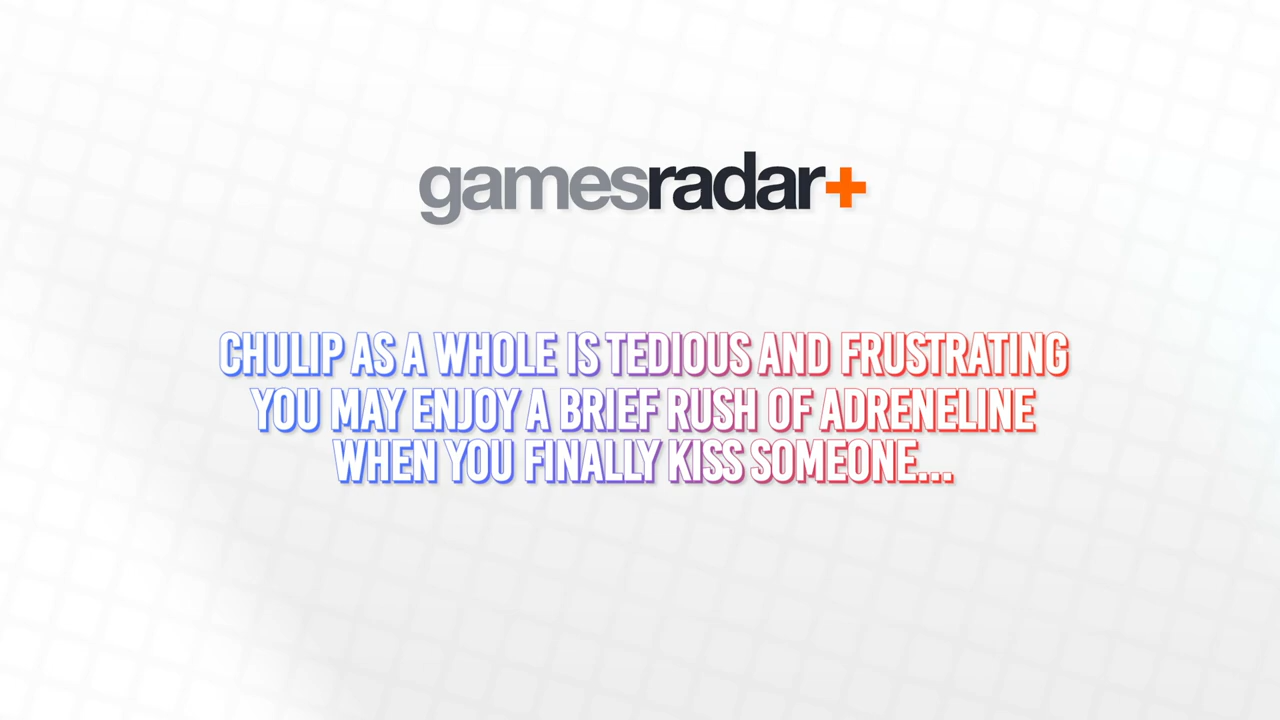 gamesradar+
CHULIP AS A WHOLE IS TEDIOUS AND FRUSTRATING
YOU MAY ENJOY A BRIEF RUSH OF ADRENELINE
WHEN YOU FINALLY KISS SOMEONE...